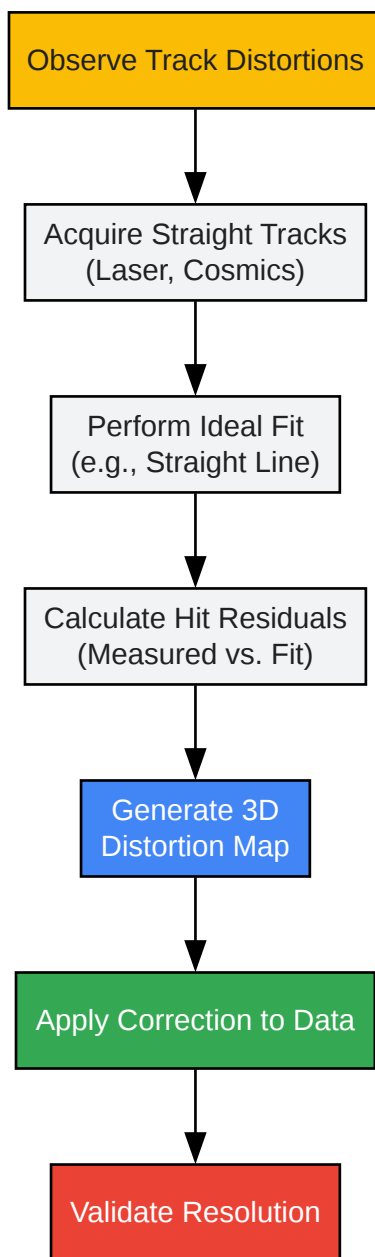 Observe Track Distortions
Acquire Straight Tracks
(Laser, Cosmics)
Perform Ideal Fit
(e.g., Straight Line)
Calculate Hit Residuals
(Measured vs. Fit)
Generate 3D
Distortion Map
Apply Correction to Data
Validate Resolution